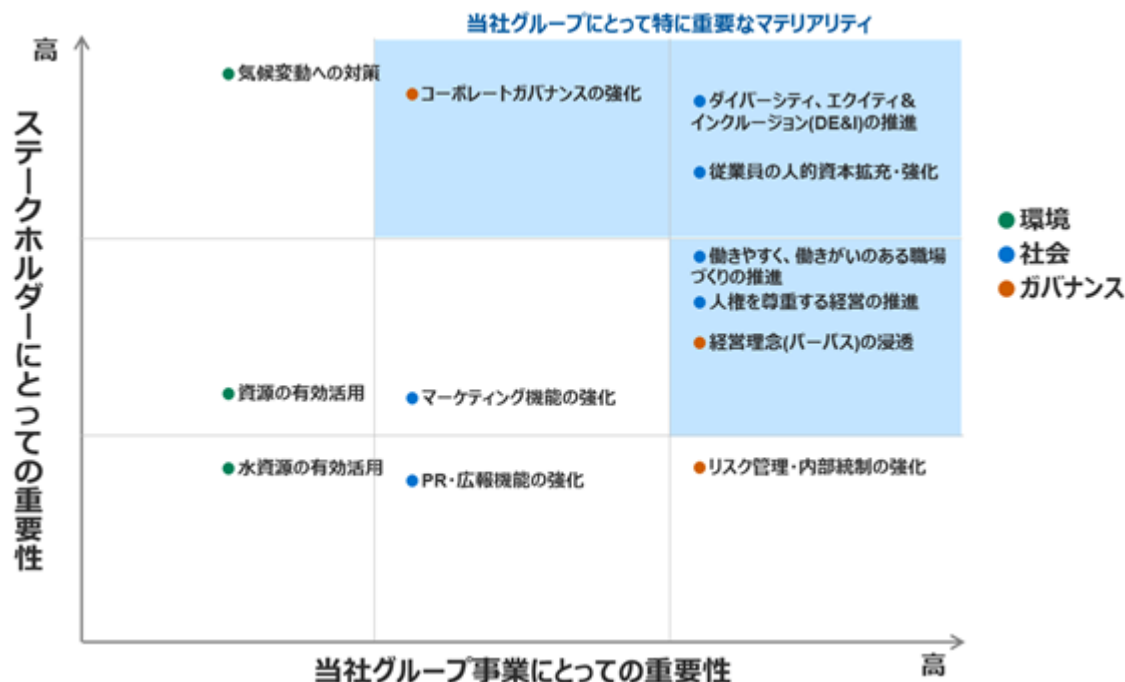 当社グループにとって特に重要なマテリアリティ
高
ステークホルダーにとっての重要性
●気候変動への対策
●コーポレートガバナンスの強化
●ダイバーシティ、エクイティ&
インクルージョン(DE&I)の推進
●従業員の人的資本拡充・強化
●働きやすく、働きがいのある職場
づくりの推進
●人権を尊重する経営の推進
●経営理念(パーパス)の浸透
●資源の有効活用
●マーケティング機能の強化
●水資源の有効活用
●PR・広報機能の強化
●リスク管理・内部統制の強化
●環境
●社会
●ガバナンス
当社グループ事業にとっての重要性
高